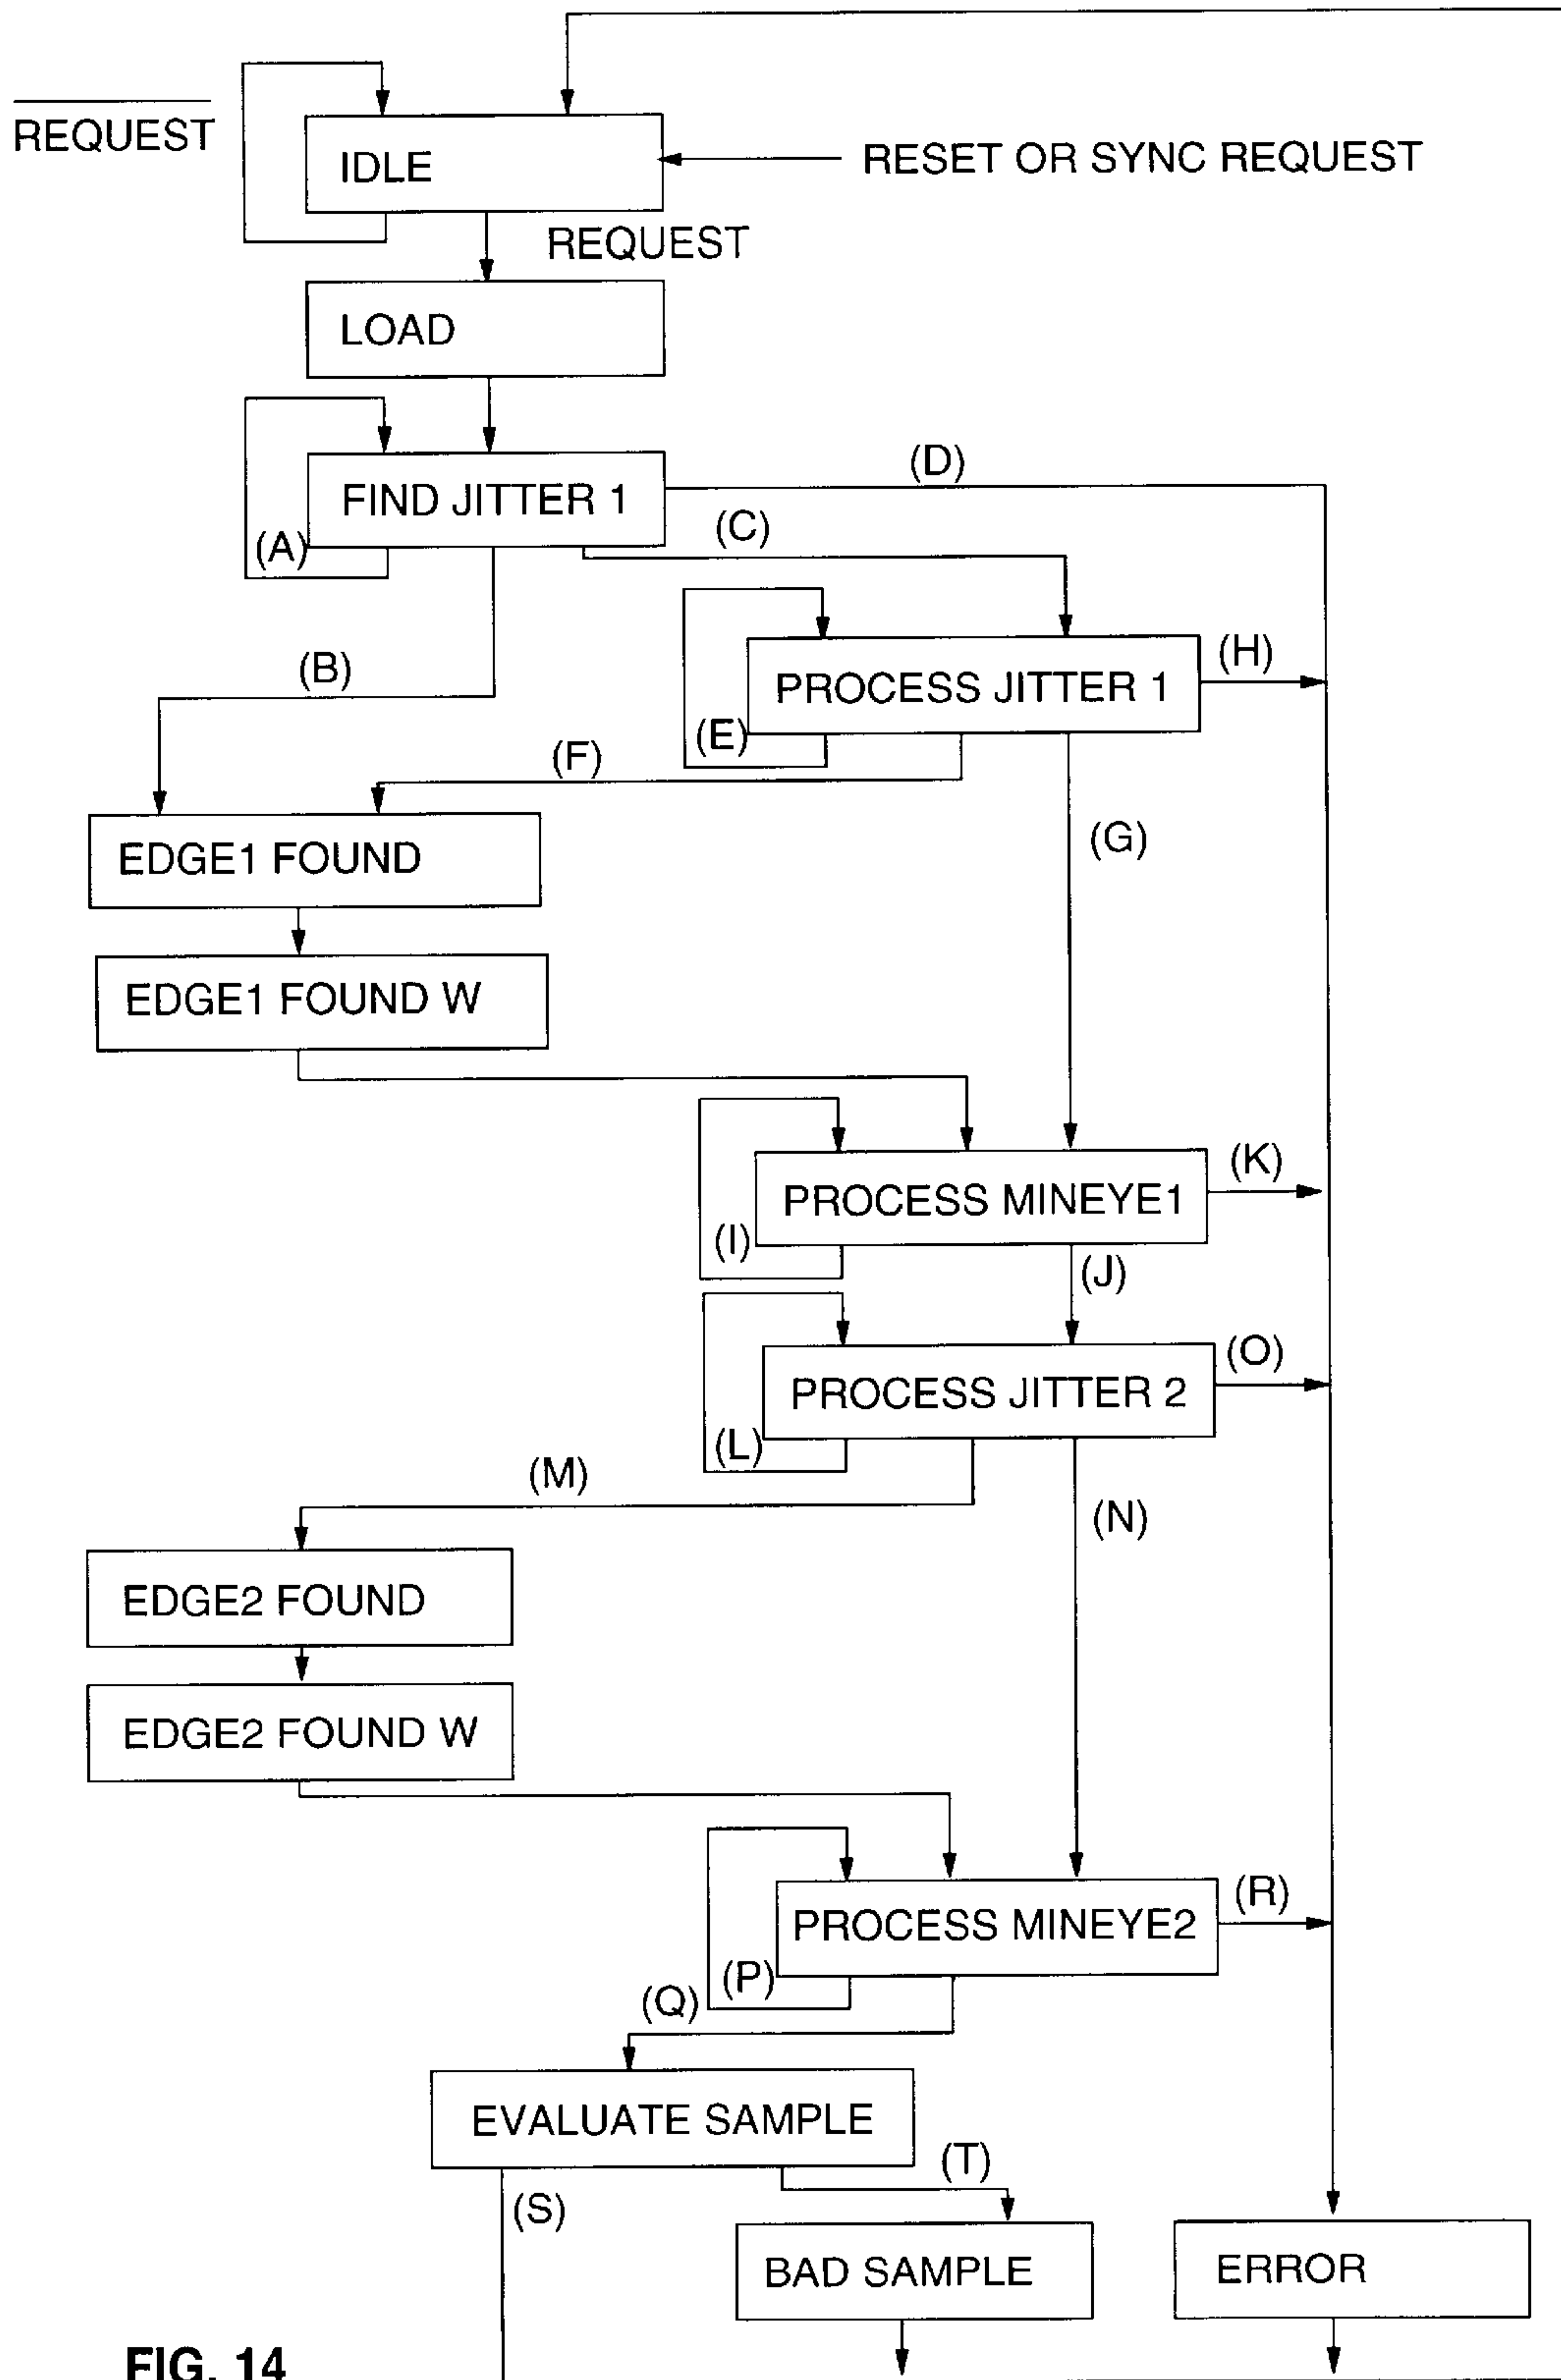 REQUEST
IDLE
RESET OR SYNC REQUEST
REQUEST
LOAD
(D)
FIND JITTER 1
(C)
(A)
(H)
(B)
PROCESS JITTER 1
(E)
(F)
(G)
EDGE1 FOUND
EDGE1 FOUND W
(K)
PROCESS MINEYE1
(I)
(J)
(O)
PROCESS JITTER 2
(L)
(M)
(N)
EDGE2 FOUND
EDGE2 FOUND W
(R)
PROCESS MINEYE2
(P)
(Q)
EVALUATE SAMPLE
(T)
(S)
BAD SAMPLE
ERROR
FIG. 14